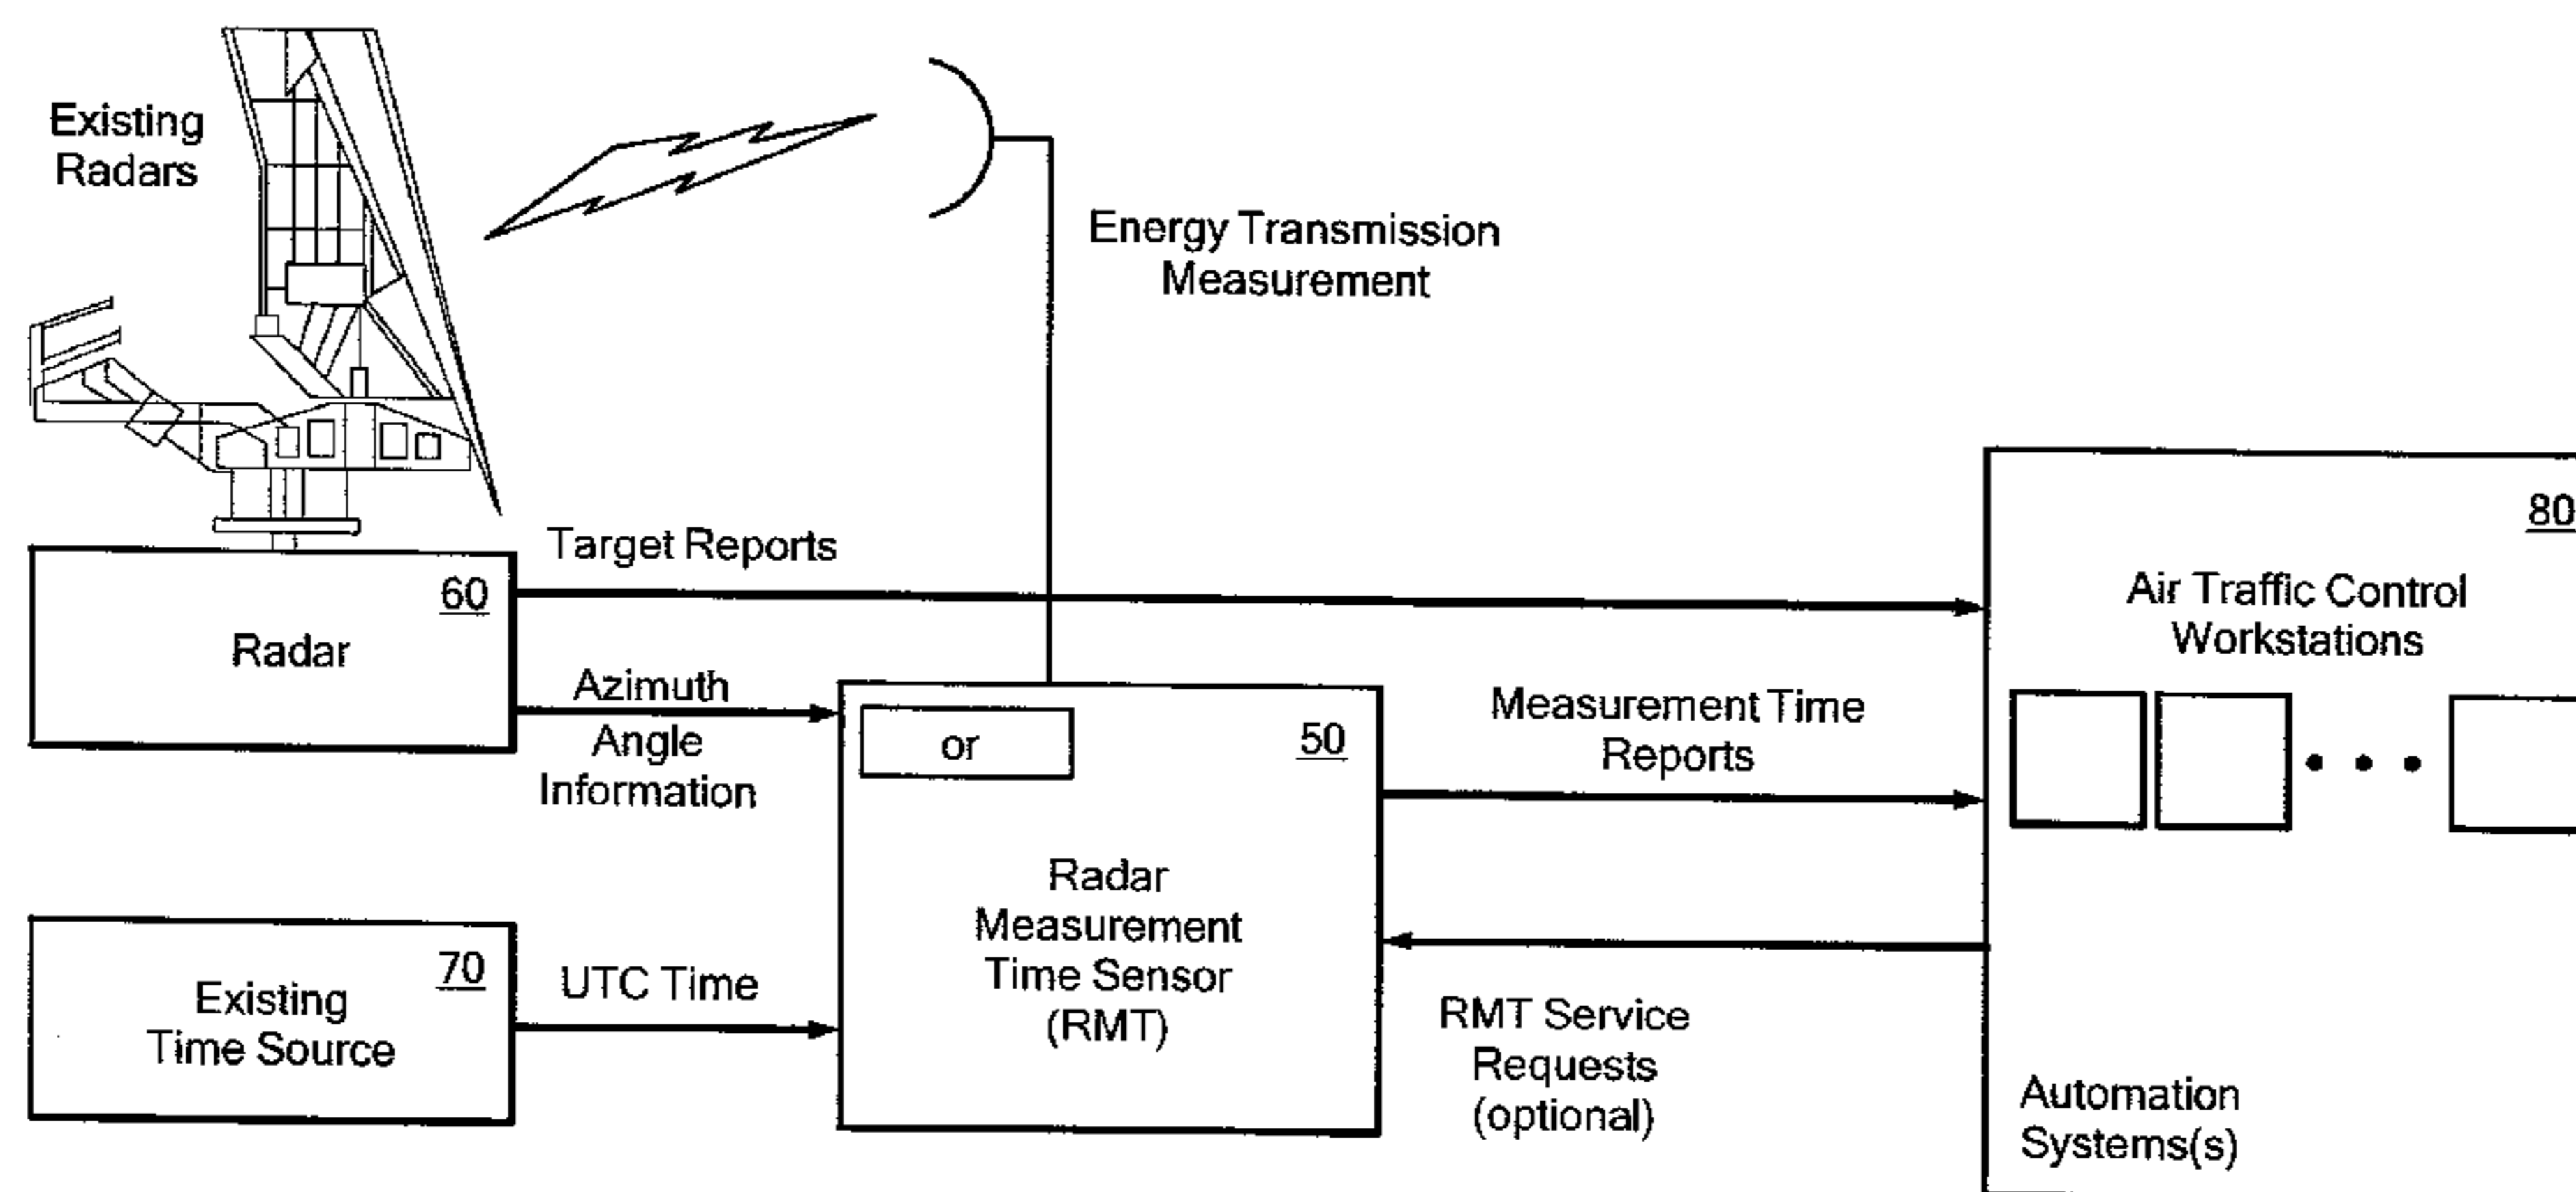 Existing
Radars
Energy Transmission
Measurement
Target Reports
60
Radar
Azimuth
Angle
Information
or
50
Radar
Measurement
Time Sensor
(RMT)
70
Existing
Time Source
UTC Time
Measurement Time
Reports
RMT Service
Requests
(optional)
80
Air Traffic Control
Workstations
Automation
Systems(s)